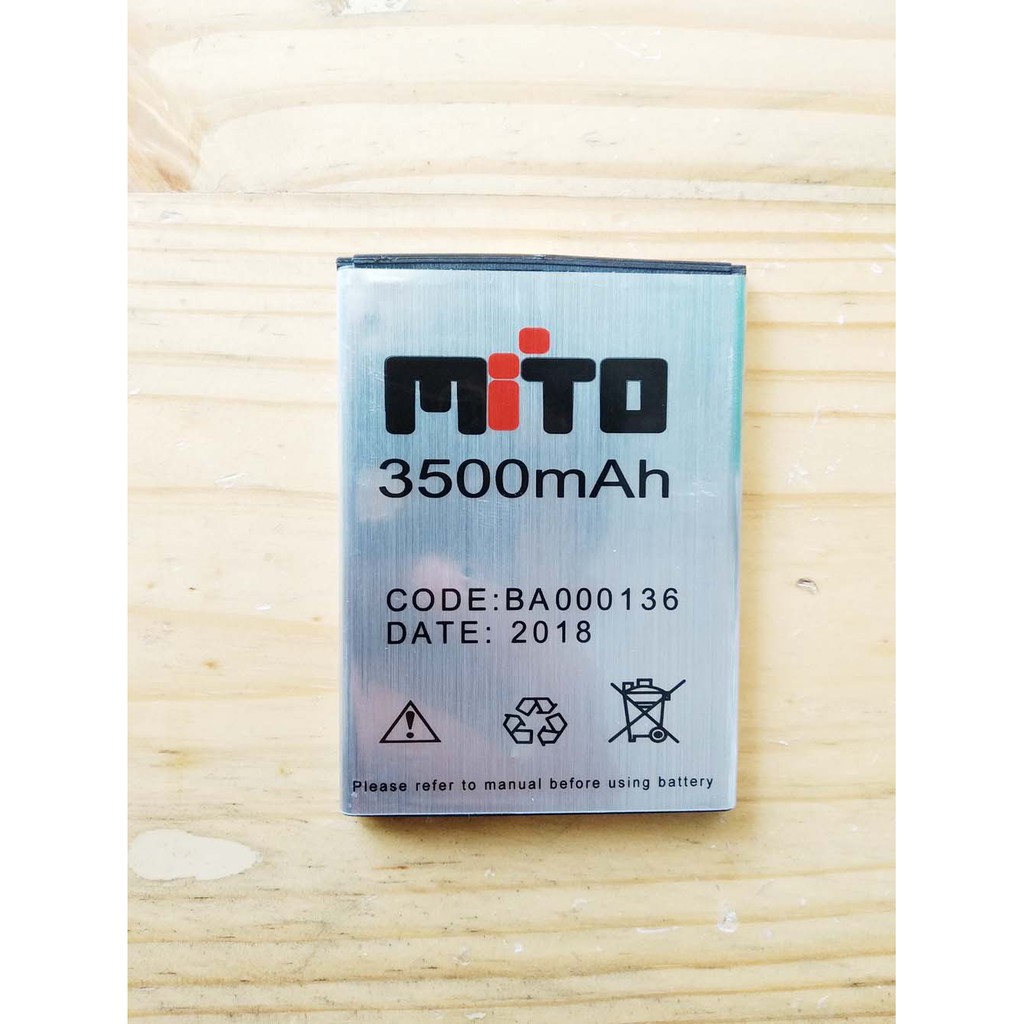 MiTO
3500mAh
CODE:BA000136
DATE: 2018
Please refer to manual before using battery